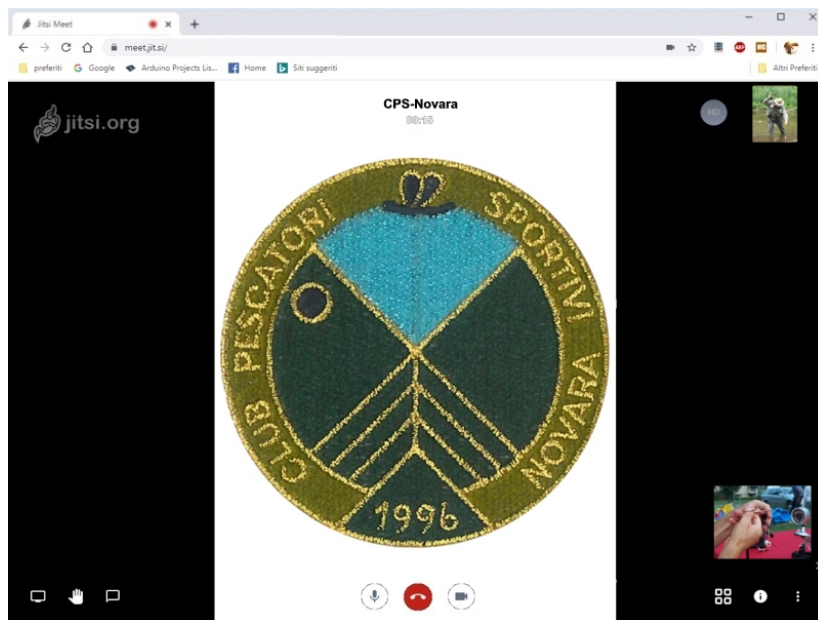 Jitsi Meet
meet.jit.si/
preferiti Google Arduino Projects Lis... Home Siti suggeriti Altri Preferiti
jitsi.org
CPS-Novara
00:15
HD
CLUB PESCATORI SPORTIVI NOVARA
1996